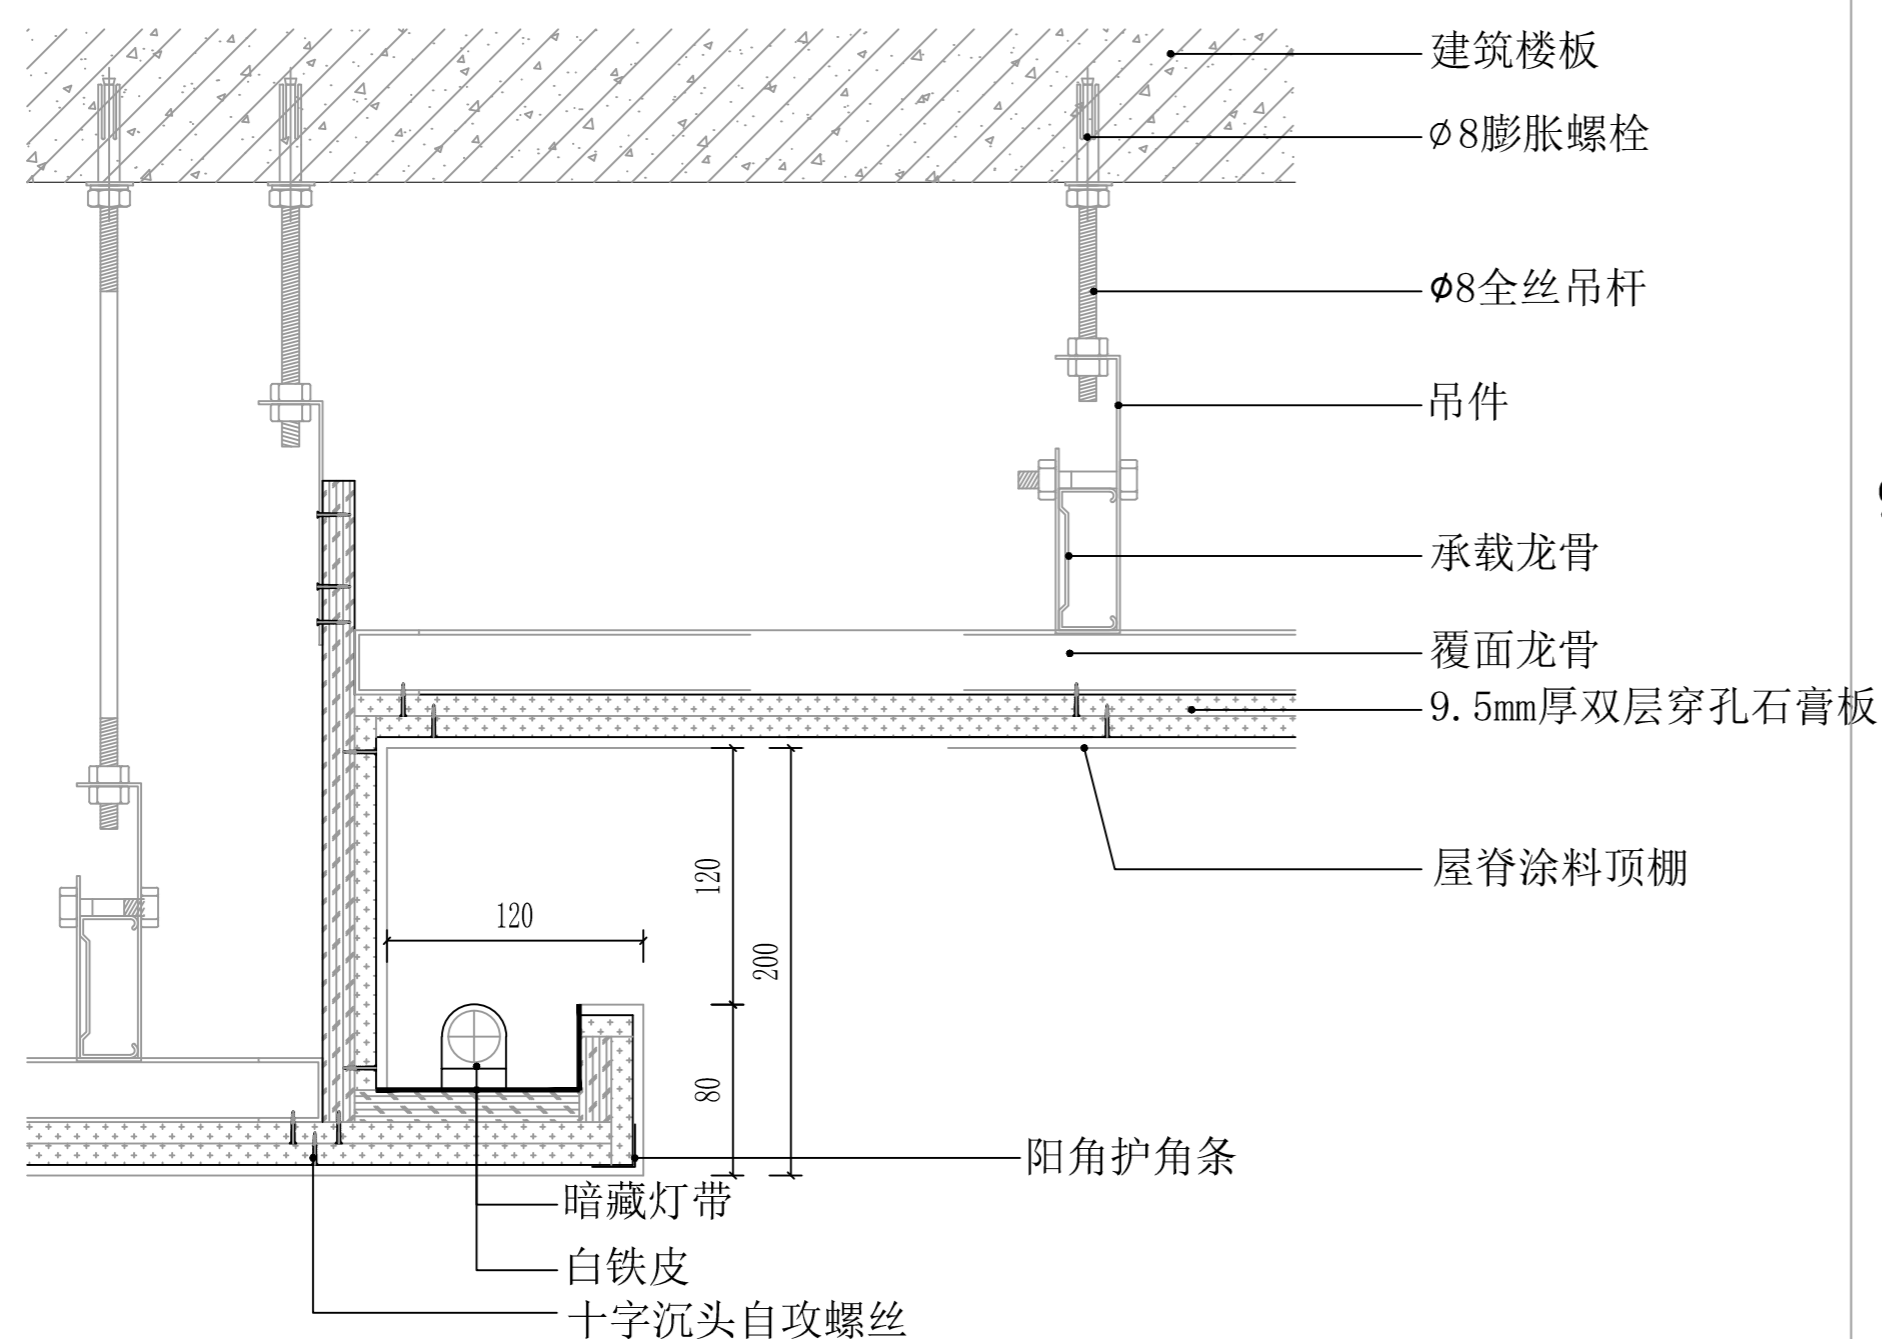 建筑楼板
∅8膨胀螺栓
∅8全丝吊杆
吊件
承载龙骨
覆面龙骨
9.5mm厚双层穿孔石膏板
屋脊涂料顶棚
120
120
200
80
阳角护角条
暗藏灯带
白铁皮
十字沉头自攻螺丝